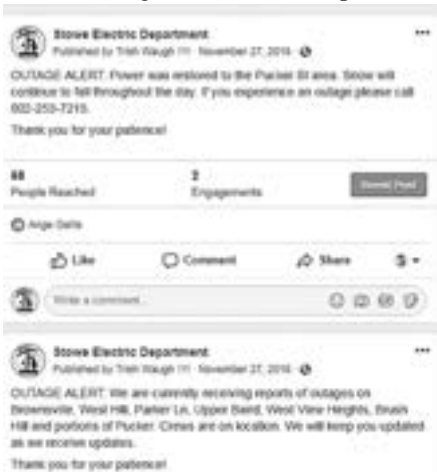 Stowe Electric Department
Published by Trish Waugh · November 27, 2018 ·
OUTAGE ALERT: Power was restored to the Pucker St area. Snow will
continue to fall throughout the day. If you experience an outage please call
802-253-7215.
Thank you for your patience!
68
2
People Reached
Engagements
Boost Post
Like
Comment
Share
Write a comment...
Stowe Electric Department
Published by Trish Waugh · November 27, 2018 ·
OUTAGE ALERT: We are currently receiving reports of outages on
Brownsville, West Hill, Parker Ln, Upper Baird, West View Heights, Brush
Hill and portions of Pucker. Crews are on location. We will keep you updated
as we receive updates.
Thank you for your patience!